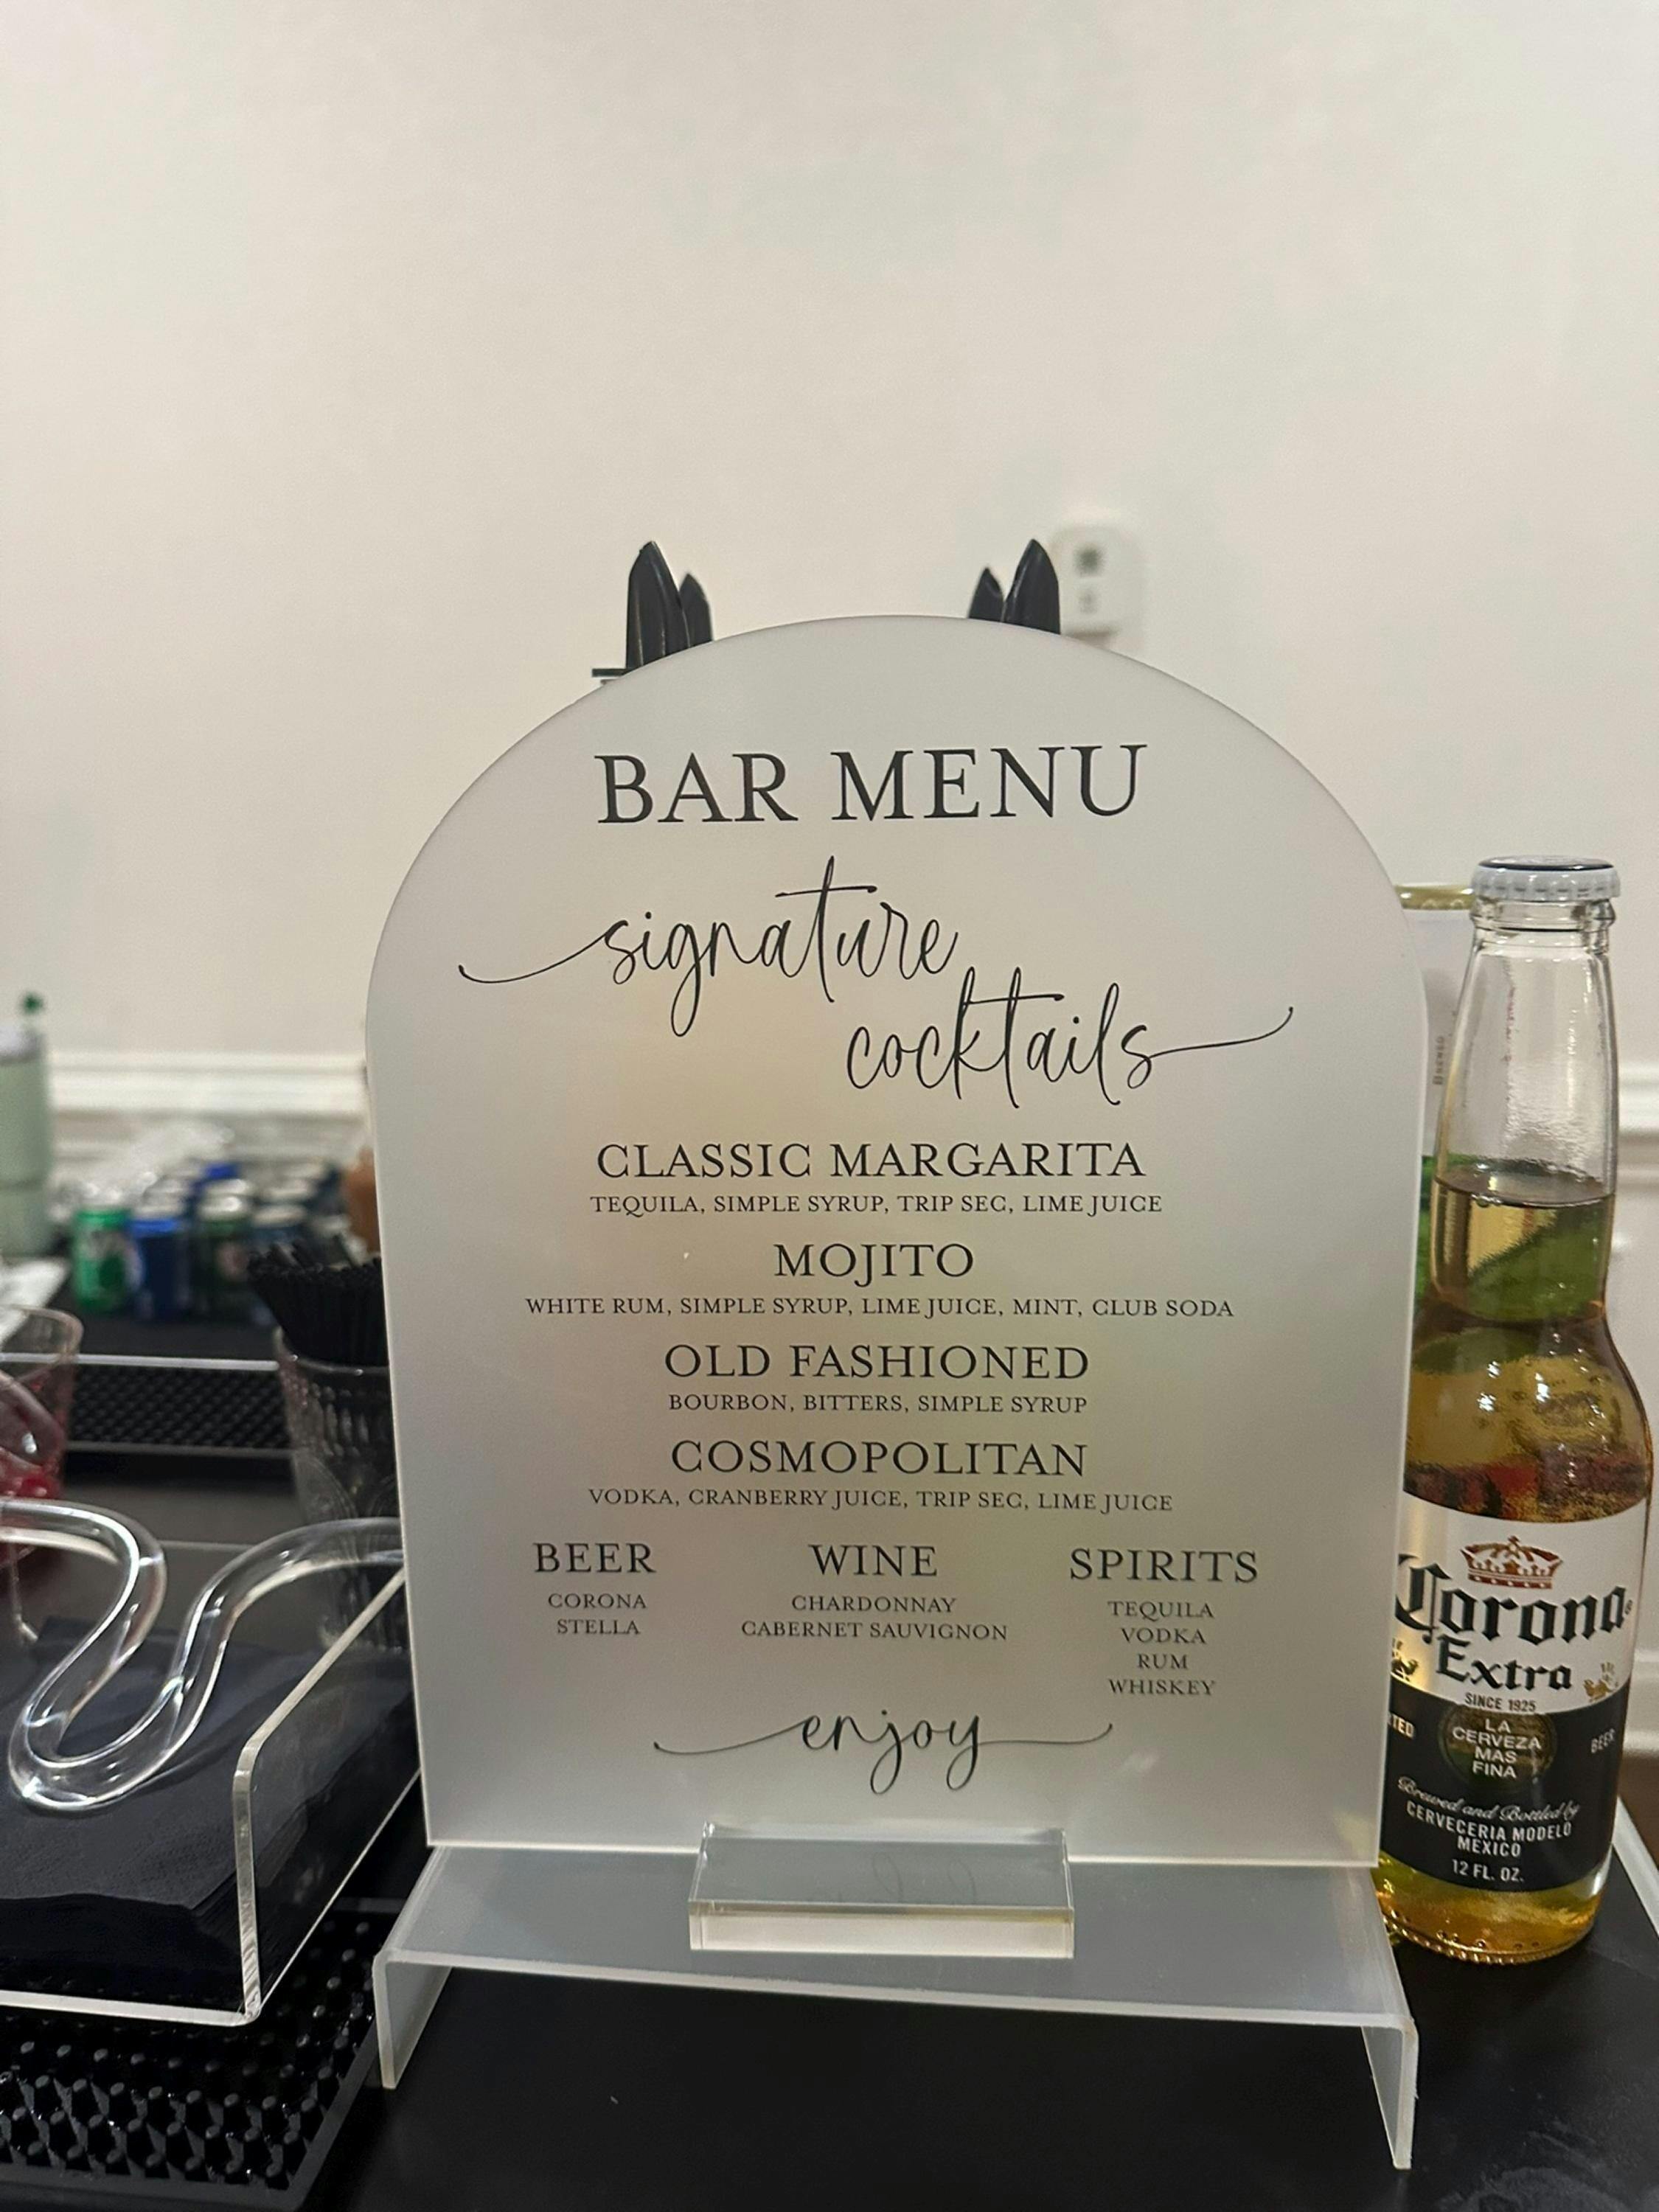 BAR MENU
signature
cocktails
CLASSIC MARGARITA
TEQUILA, SIMPLE SYRUP, TRIP SEC, LIME JUICE
MOJITO
WHITE RUM, SIMPLE SYRUP, LIME JUICE, MINT, CLUB SODA
OLD FASHIONED
BOURBON, BITTERS, SIMPLE SYRUP
COSMOPOLITAN
VODKA, CRANBERRY JUICE, TRIP SEC, LIME JUICE
BEER
CORONA
STELLA
WINE
CHARDONNAY
CABERNET SAUVIGNON
SPIRITS
TEQUILA
VODKA
RUM
WHISKEY
enjoy
Corona
Extra
SINCE 1925
LA
CERVEZA
MAS
FINA
BEER
Brewed and Bottled by
CERVECERIA MODELO
MEXICO
12 FL. OZ.